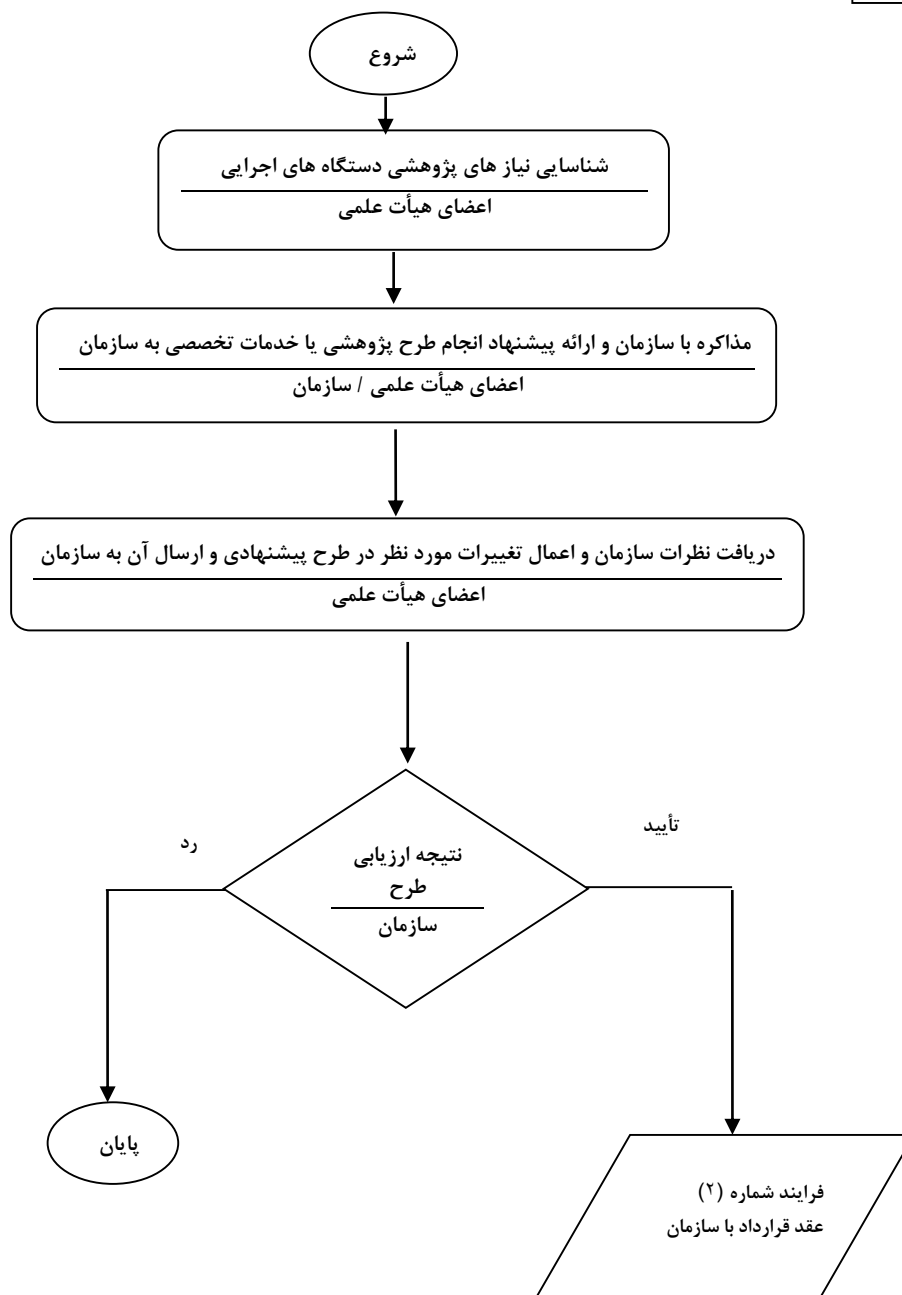 شروع
شناسایی نیاز های پژوهشی دستگاه های اجرایی
اعضای هیأت علمی
مذاکره با سازمان و ارائه پیشنهاد انجام طرح پژوهشی یا خدمات تخصصی به سازمان
اعضای هیأت علمی / سازمان
دریافت نظرات سازمان و اعمال تغییرات مورد نظر در طرح پیشنهادی و ارسال آن به سازمان
اعضای هیأت علمی
تأیید
رد
نتیجه ارزیابی
طرح
سازمان
پایان
فرایند شماره (۲)
عقد قرارداد با سازمان